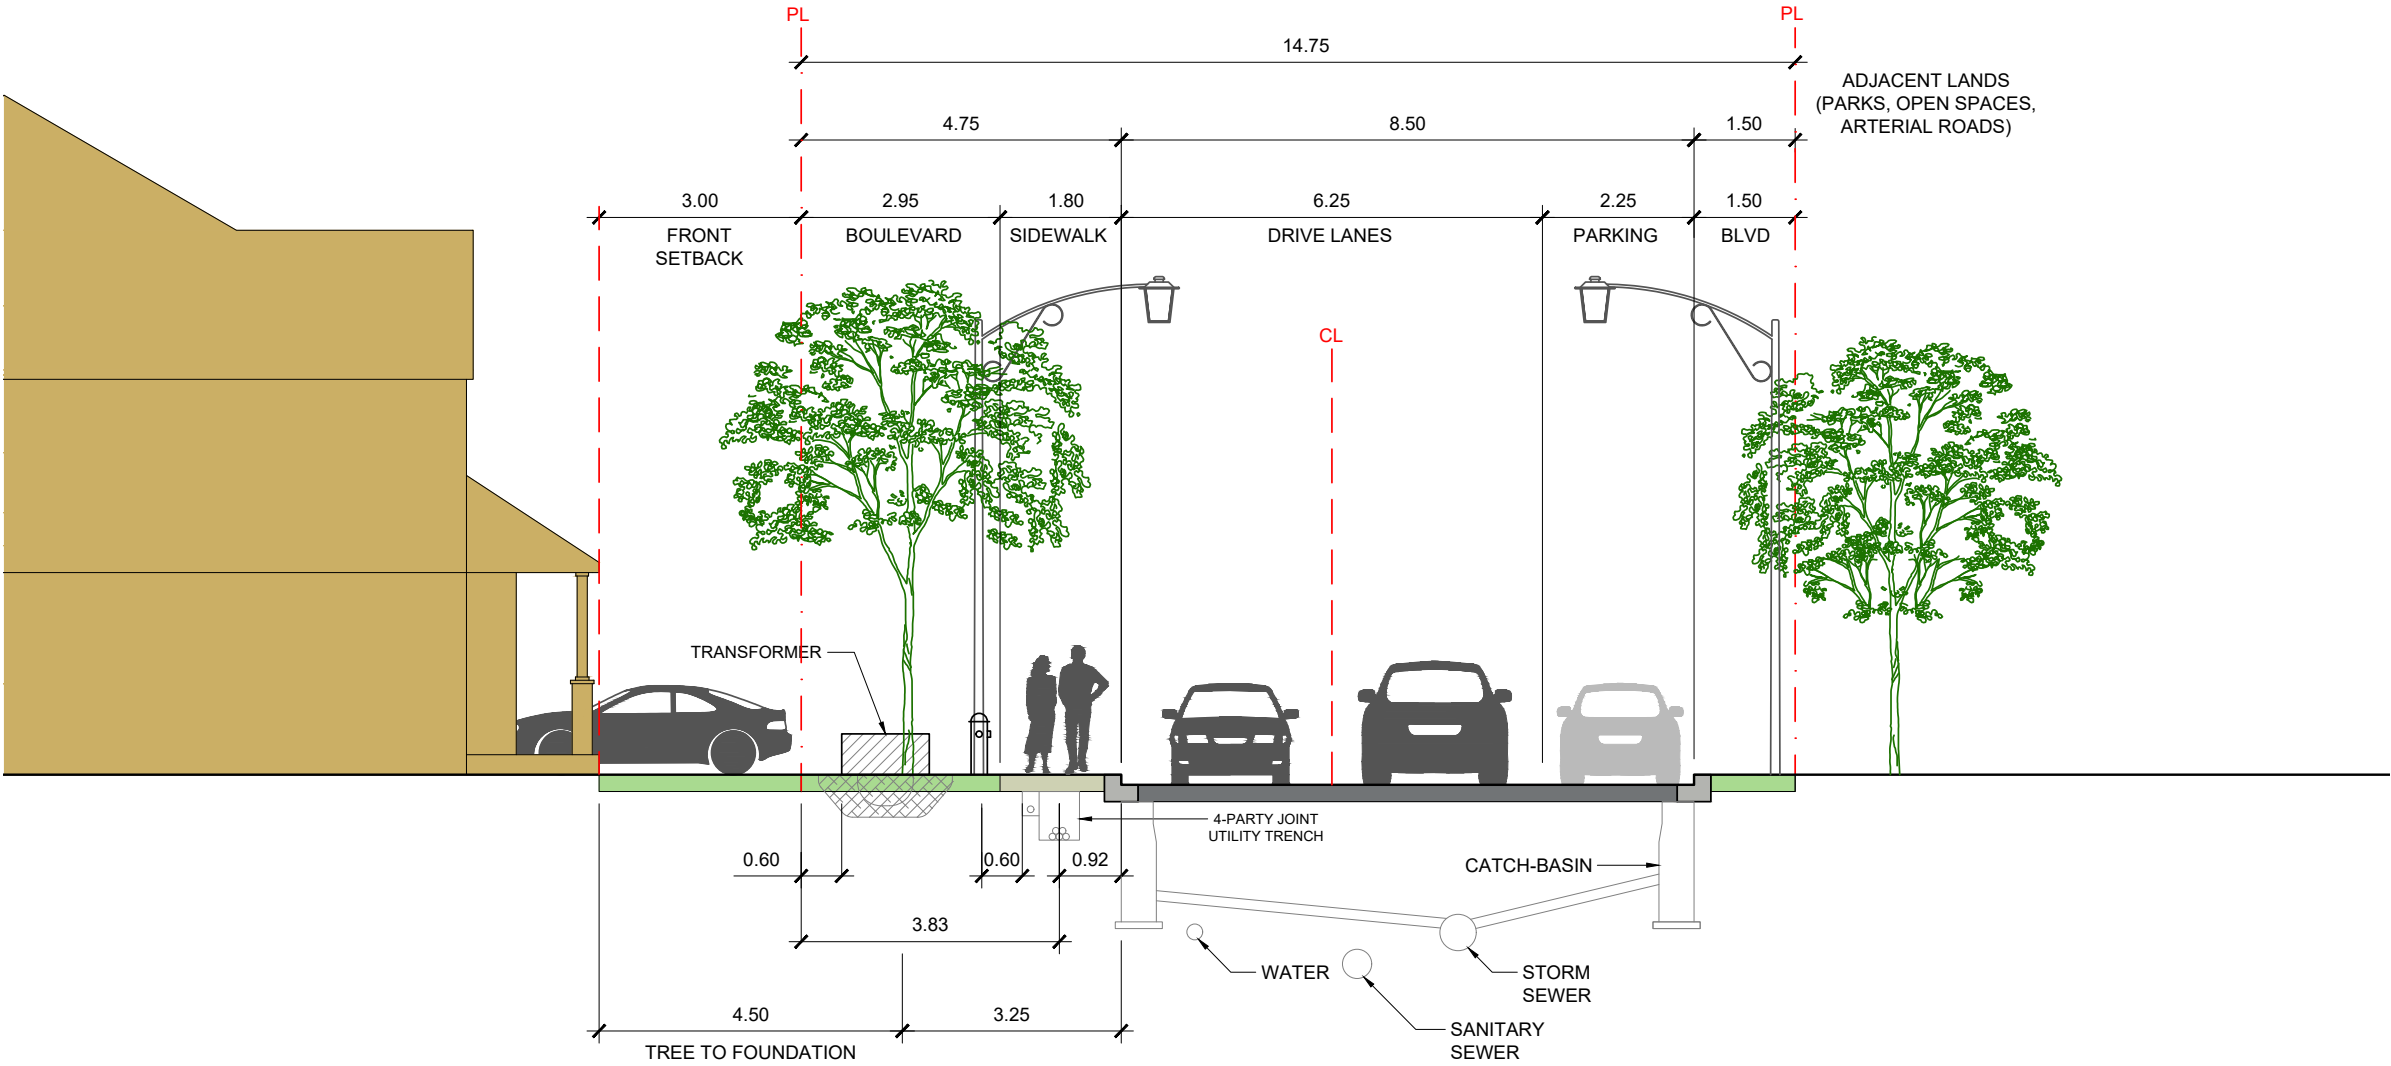 PL
PL
14.75
ADJACENT LANDS
(PARKS, OPEN SPACES,
ARTERIAL ROADS)
4.75
8.50
1.50
3.00
2.95
1.80
6.25
2.25
1.50
FRONT
SETBACK
BOULEVARD
SIDEWALK
DRIVE LANES
PARKING
BLVD
CL
TRANSFORMER
4-PARTY JOINT
UTILITY TRENCH
0.60
0.60
0.92
CATCH-BASIN
3.83
WATER
STORM
SEWER
4.50
3.25
SANITARY
SEWER
TREE TO FOUNDATION